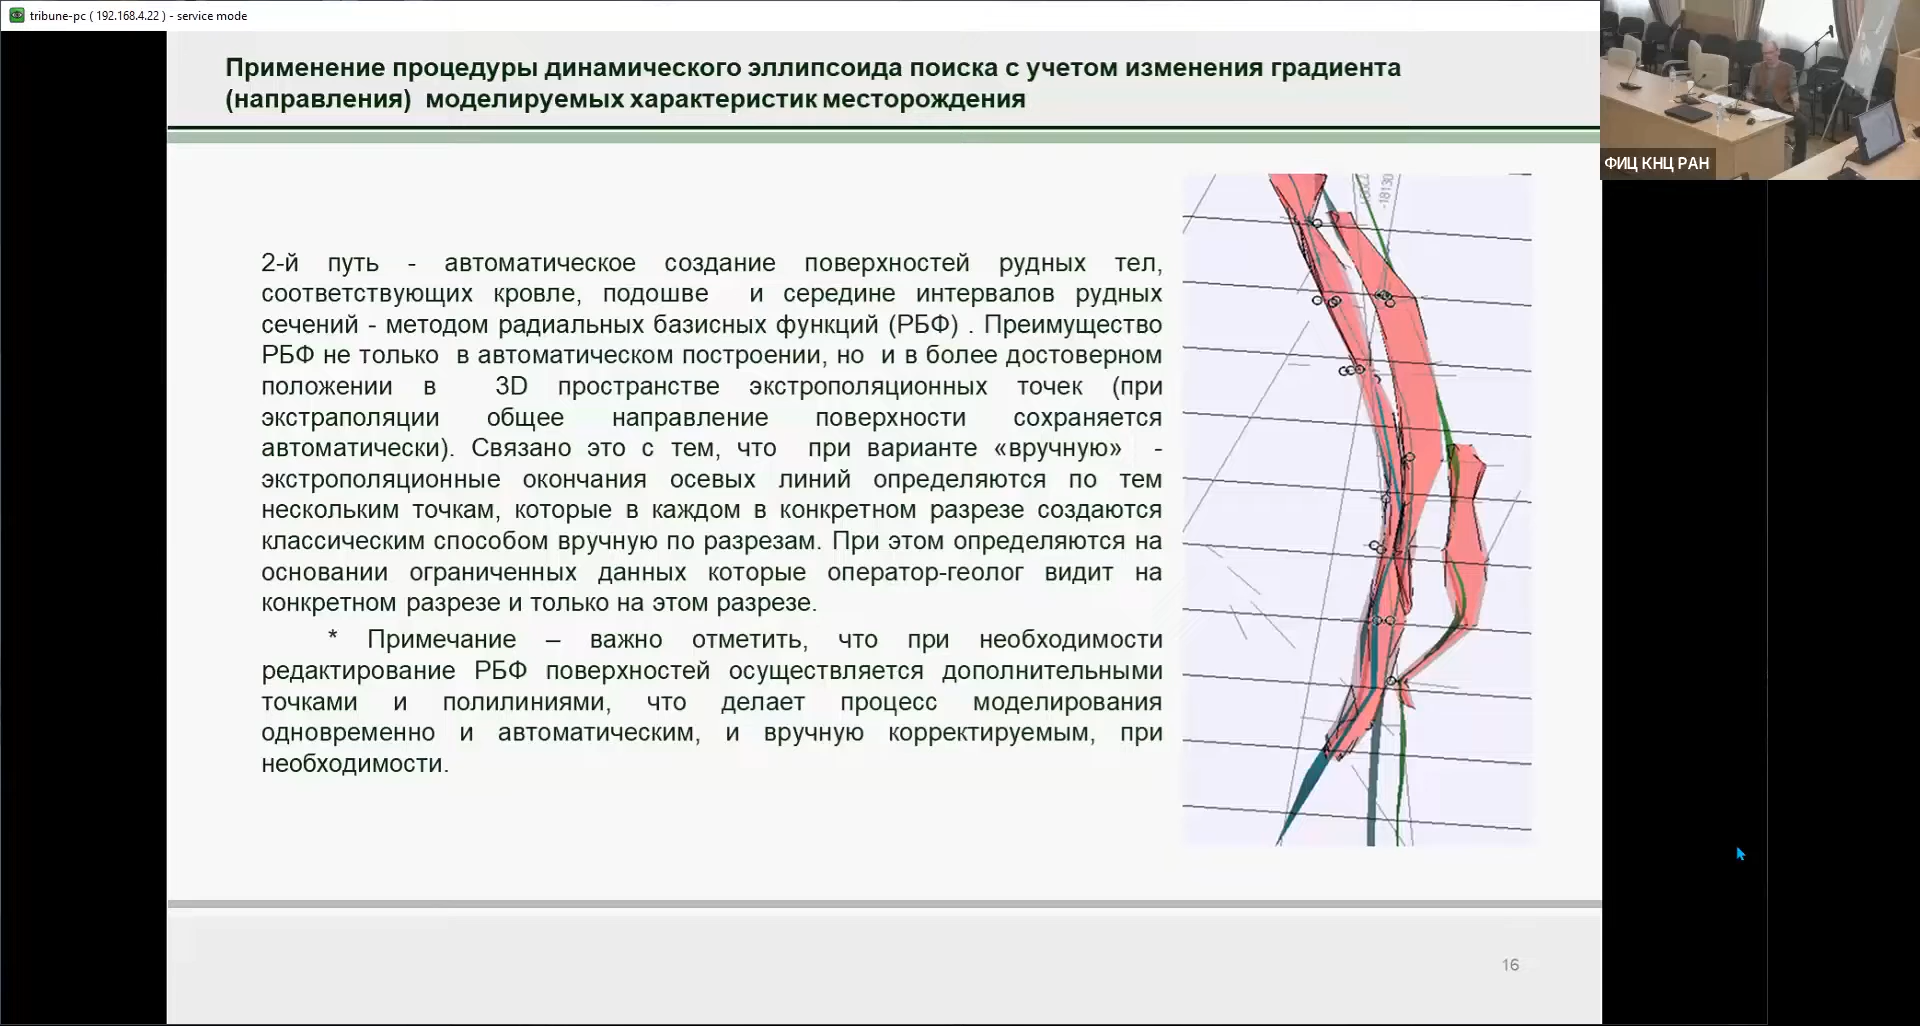 tribune-pc ( 192.168.4.22 ) - service mode
Применение процедуры динамического эллипсоида поиска с учетом изменения градиента
(направления) моделируемых характеристик месторождения
ФИЦ КНЦ РАН
2-й путь - автоматическое создание поверхностей рудных тел,
соответствующих кровле, подошве и середине интервалов рудных
сечений - методом радиальных базисных функций (РБФ) . Преимущество
РБФ не только в автоматическом построении, но и в более достоверном
положении в 3D пространстве экстрополяционных точек (при
экстраполяции общее направление поверхности сохраняется
автоматически). Связано это с тем, что при варианте «вручную» -
экстрополяционные окончания осевых линий определяются по тем
нескольким точкам, которые в каждом в конкретном разрезе создаются
классическим способом вручную по разрезам. При этом определяются на
основании ограниченных данных которые оператор-геолог видит на
конкретном разрезе и только на этом разрезе.
* Примечание – важно отметить, что при необходимости
редактирование РБФ поверхностей осуществляется дополнительными
точками и полилиниями, что делает процесс моделирования
одновременно и автоматическим, и вручную корректируемым, при
необходимости.
-18130
16